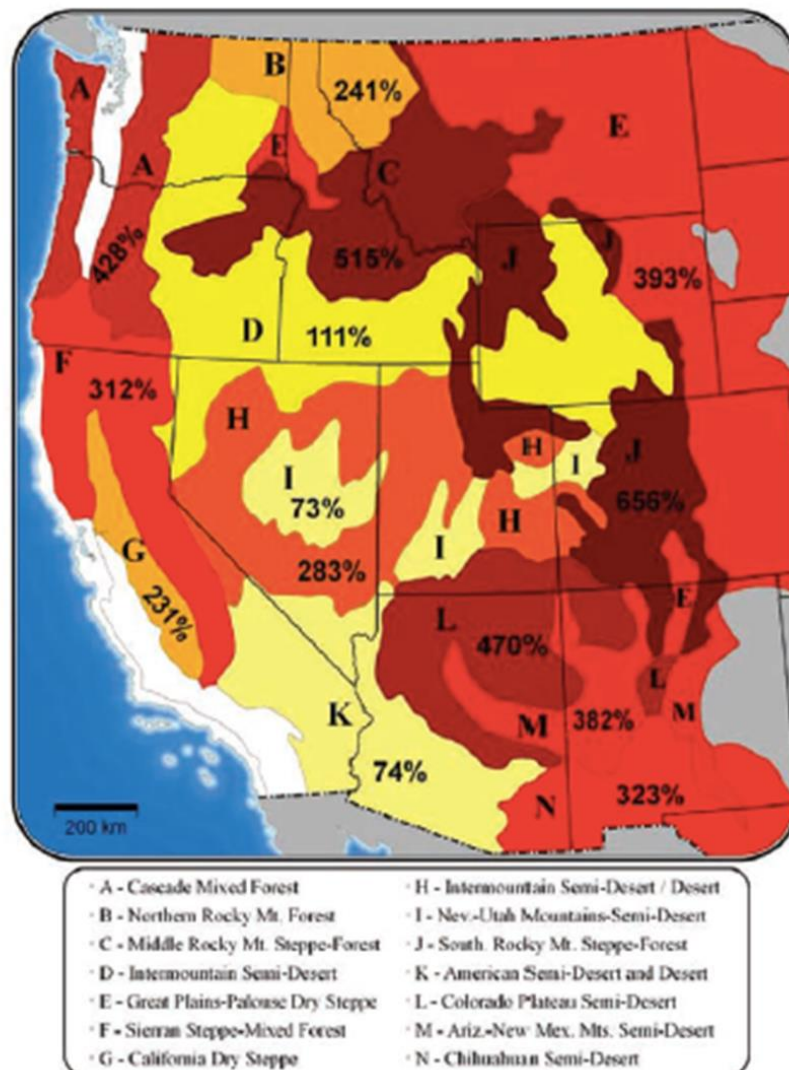 A
B
241%
E
E
A
C
428%
515%
J
J
393%
D
111%
F
312%
H
H
I
J
I
73%
656%
H
I
G
283%
231%
E
L
470%
L
K
M
382%
M
74%
N
323%
200 km
· A - Cascade Mixed Forest
· B - Northern Rocky Mt. Forest
· C - Middle Rocky Mt. Steppe-Forest
· D - Intermountain Semi-Desert
· E - Great Plains-Palouse Dry Steppe
· F - Sierran Steppe-Mixed Forest
· G - California Dry Steppe
· H - Intermountain Semi-Desert / Desert
· I - Nev.-Utah Mountains-Semi-Desert
· J - South. Rocky Mt. Steppe-Forest
· K - American Semi-Desert and Desert
· L - Colorado Plateau Semi-Desert
· M - Ariz.-New Mex. Mts. Semi-Desert
· N - Chihuahuan Semi-Desert